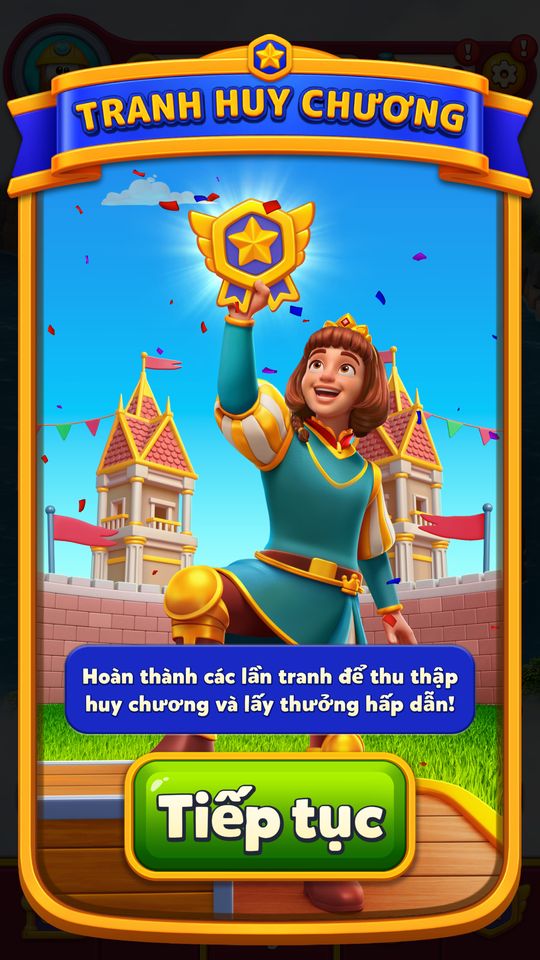 TRANH HUY CHƯƠNG
Hoàn thành các lần tranh để thu thập
huy chương và lấy thưởng hấp dẫn!
Tiếp tục